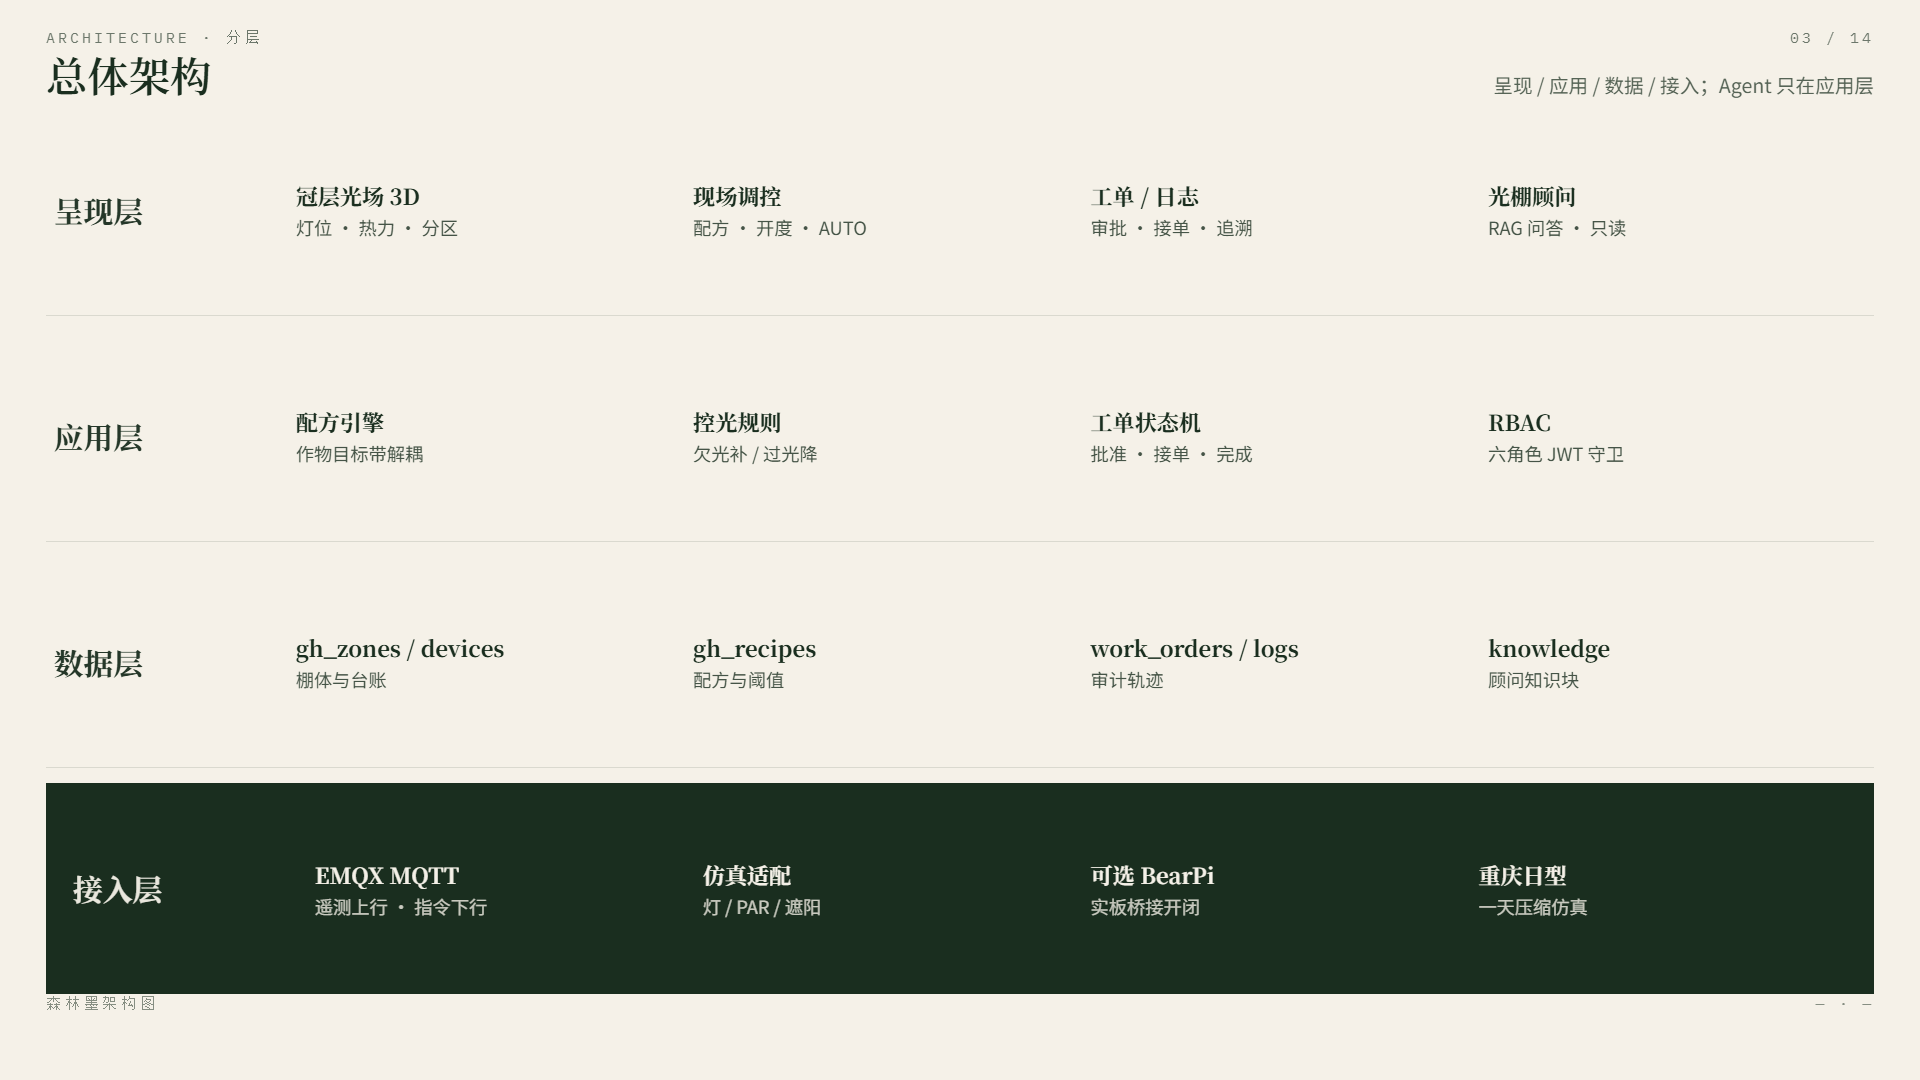 ARCHITECTURE · 分层
03 / 14
总体架构
呈现 / 应用 / 数据 / 接入；Agent 只在应用层
呈现层
冠层光场 3D
灯位 · 热力 · 分区
现场调控
配方 · 开度 · AUTO
工单 / 日志
审批 · 接单 · 追溯
光棚顾问
RAG 问答 · 只读
应用层
配方引擎
作物目标带解耦
控光规则
欠光补 / 过光降
工单状态机
批准 · 接单 · 完成
RBAC
六角色 JWT 守卫
数据层
gh_zones / devices
棚体与台账
gh_recipes
配方与阈值
work_orders / logs
审计轨迹
knowledge
顾问知识块
接入层
EMQX MQTT
遥测上行 · 指令下行
仿真适配
灯 / PAR / 遮阳
可选 BearPi
实板桥接开闭
重庆日型
一天压缩仿真
森林墨架构图
— · —